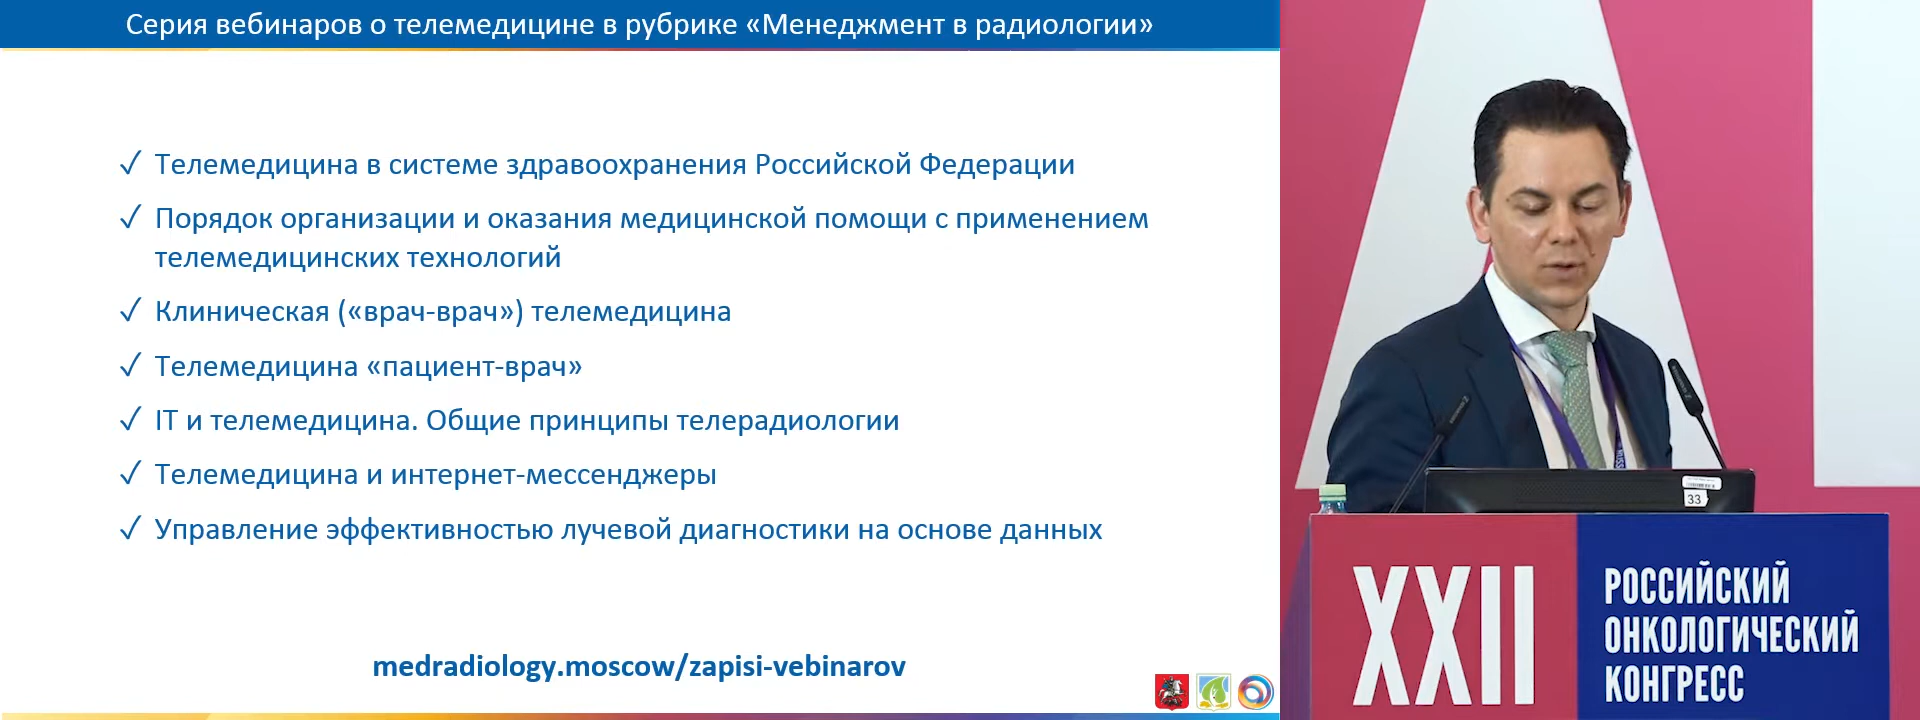 Серия вебинаров о телемедицине в рубрике «Менеджмент в радиологии»
✓ Телемедицина в системе здравоохранения Российской Федерации
✓ Порядок организации и оказания медицинской помощи с применением
телемедицинских технологий
✓ Клиническая («врач-врач») телемедицина
✓ Телемедицина «пациент-врач»
✓ IT и телемедицина. Общие принципы телерадиологии
✓ Телемедицина и интернет-мессенджеры
✓ Управление эффективностью лучевой диагностики на основе данных
medradiology.moscow/zapisi-vebinarov
33
XXII
РОССИЙСКИЙ
ОНКОЛОГИЧЕСКИЙ
КОНГРЕСС